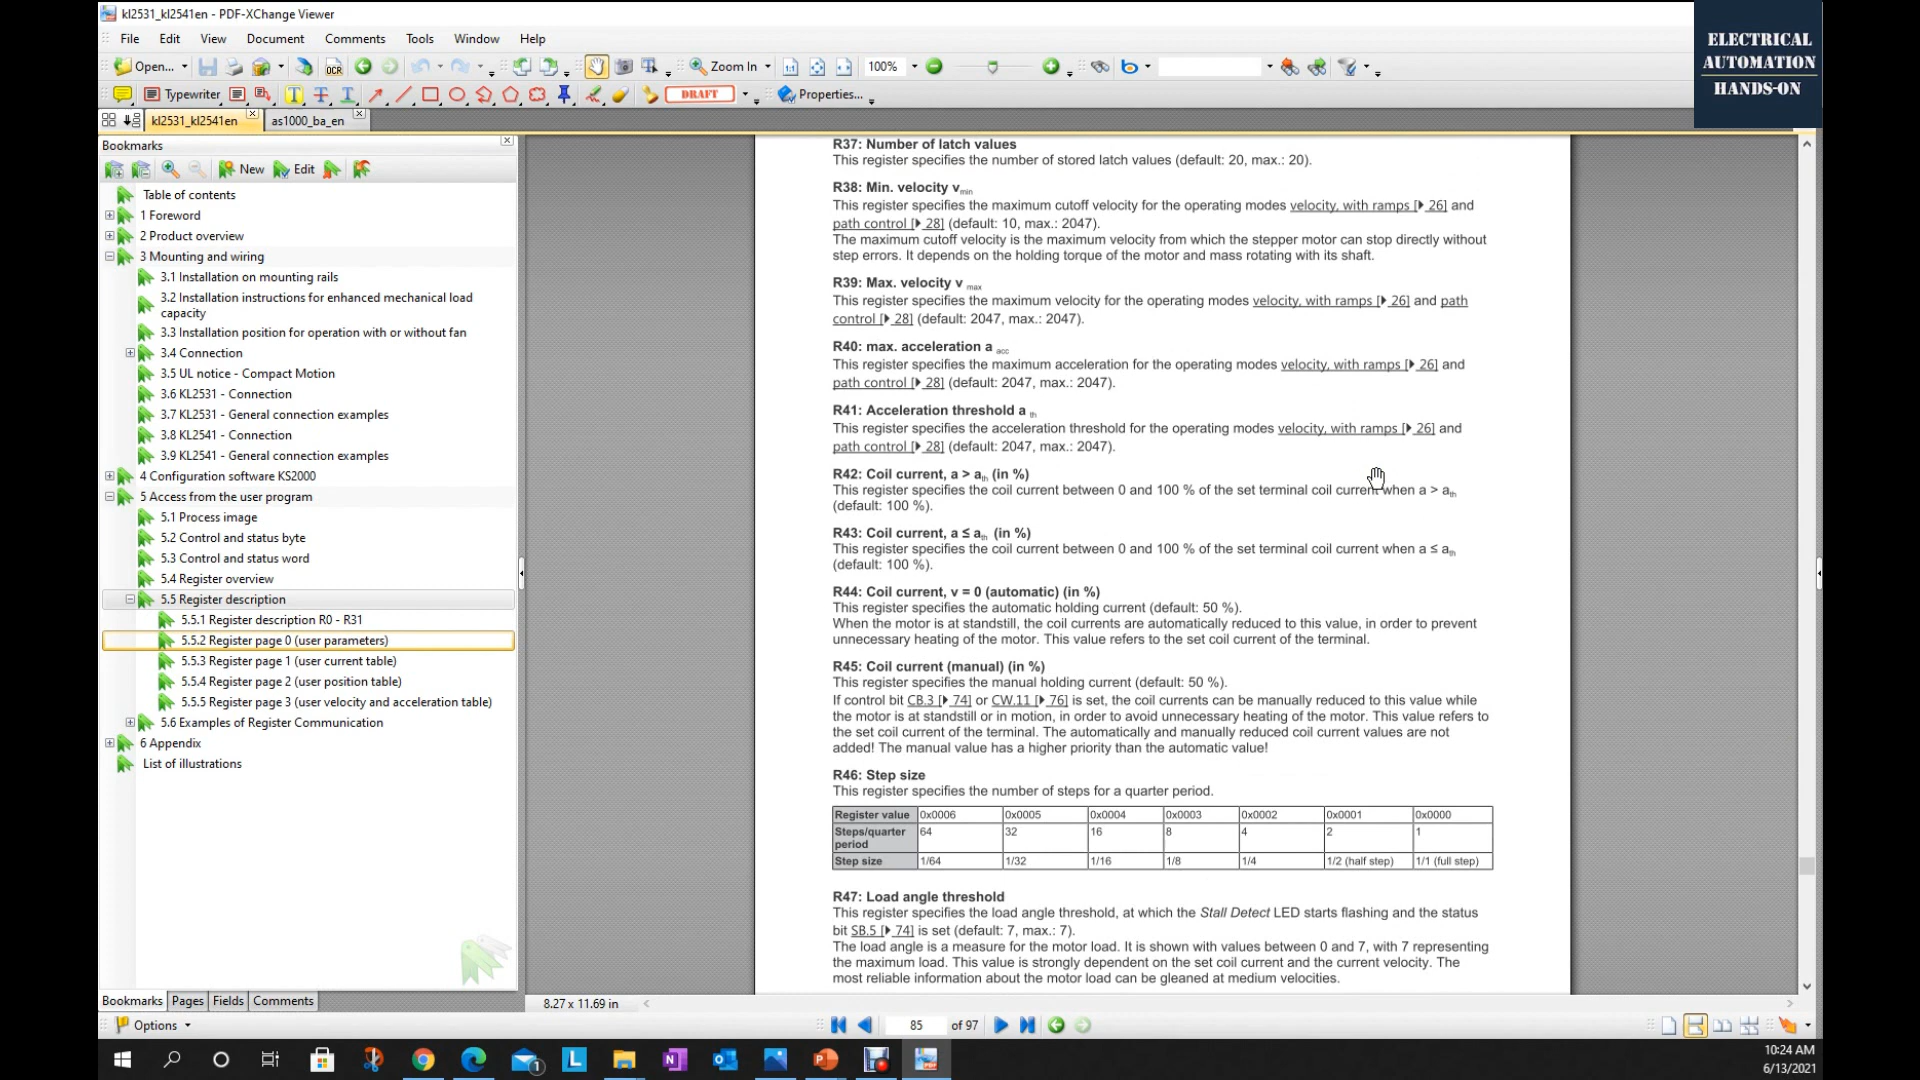 kl2531_kl2541en - PDF-XChange Viewer
ELECTRICAL
AUTOMATION
HANDS-ON
File Edit View Document Comments Tools Window Help
Open... OCR Zoom In 100%
Typewriter DRAFT Properties...
kl2531_kl2541en as1000_ba_en
Bookmarks
New Edit
Table of contents
1 Foreword
2 Product overview
3 Mounting and wiring
3.1 Installation on mounting rails
3.2 Installation instructions for enhanced mechanical load
capacity
3.3 Installation position for operation with or without fan
3.4 Connection
3.5 UL notice - Compact Motion
3.6 KL2531 - Connection
3.7 KL2531 - General connection examples
3.8 KL2541 - Connection
3.9 KL2541 - General connection examples
4 Configuration software KS2000
5 Access from the user program
5.1 Process image
5.2 Control and status byte
5.3 Control and status word
5.4 Register overview
5.5 Register description
5.5.1 Register description R0 - R31
5.5.2 Register page 0 (user parameters)
5.5.3 Register page 1 (user current table)
5.5.4 Register page 2 (user position table)
5.5.5 Register page 3 (user velocity and acceleration table)
5.6 Examples of Register Communication
6 Appendix
List of illustrations
R37: Number of latch values
This register specifies the number of stored latch values (default: 20, max.: 20).
R38: Min. velocity vmin
This register specifies the maximum cutoff velocity for the operating modes velocity, with ramps [▶ 26] and
path control [▶ 28] (default: 10, max.: 2047).
The maximum cutoff velocity is the maximum velocity from which the stepper motor can stop directly without
step errors. It depends on the holding torque of the motor and mass rotating with its shaft.
R39: Max. velocity v max
This register specifies the maximum velocity for the operating modes velocity, with ramps [▶ 26] and path
control [▶ 28] (default: 2047, max.: 2047).
R40: max. acceleration a acc
This register specifies the maximum acceleration for the operating modes velocity, with ramps [▶ 26] and
path control [▶ 28] (default: 2047, max.: 2047).
R41: Acceleration threshold a th
This register specifies the acceleration threshold for the operating modes velocity, with ramps [▶ 26] and
path control [▶ 28] (default: 2047, max.: 2047).
R42: Coil current, a > ath (in %)
This register specifies the coil current between 0 and 100 % of the set terminal coil current when a > ath
(default: 100 %).
R43: Coil current, a ≤ ath (in %)
This register specifies the coil current between 0 and 100 % of the set terminal coil current when a ≤ ath
(default: 100 %).
R44: Coil current, v = 0 (automatic) (in %)
This register specifies the automatic holding current (default: 50 %).
When the motor is at standstill, the coil currents are automatically reduced to this value, in order to prevent
unnecessary heating of the motor. This value refers to the set coil current of the terminal.
R45: Coil current (manual) (in %)
This register specifies the manual holding current (default: 50 %).
If control bit CB.3 [▶ 74] or CW.11 [▶ 76] is set, the coil currents can be manually reduced to this value while
the motor is at standstill or in motion, in order to avoid unnecessary heating of the motor. This value refers to
the set coil current of the terminal. The automatically and manually reduced coil current values are not
added! The manual value has a higher priority than the automatic value!
R46: Step size
This register specifies the number of steps for a quarter period.
Register value 0x0006 0x0005 0x0004 0x0003 0x0002 0x0001 0x0000
Steps/quarter period 64 32 16 8 4 2 1
Step size 1/64 1/32 1/16 1/8 1/4 1/2 (half step) 1/1 (full step)
R47: Load angle threshold
This register specifies the load angle threshold, at which the Stall Detect LED starts flashing and the status
bit SB.5 [▶ 74] is set (default: 7, max.: 7).
The load angle is a measure for the motor load. It is shown with values between 0 and 7, with 7 representing
the maximum load. This value is strongly dependent on the set coil current and the current velocity. The
most reliable information about the motor load can be gleaned at medium velocities.
Bookmarks Pages Fields Comments
8.27 x 11.69 in
Options
85 of 97
10:24 AM
6/13/2021